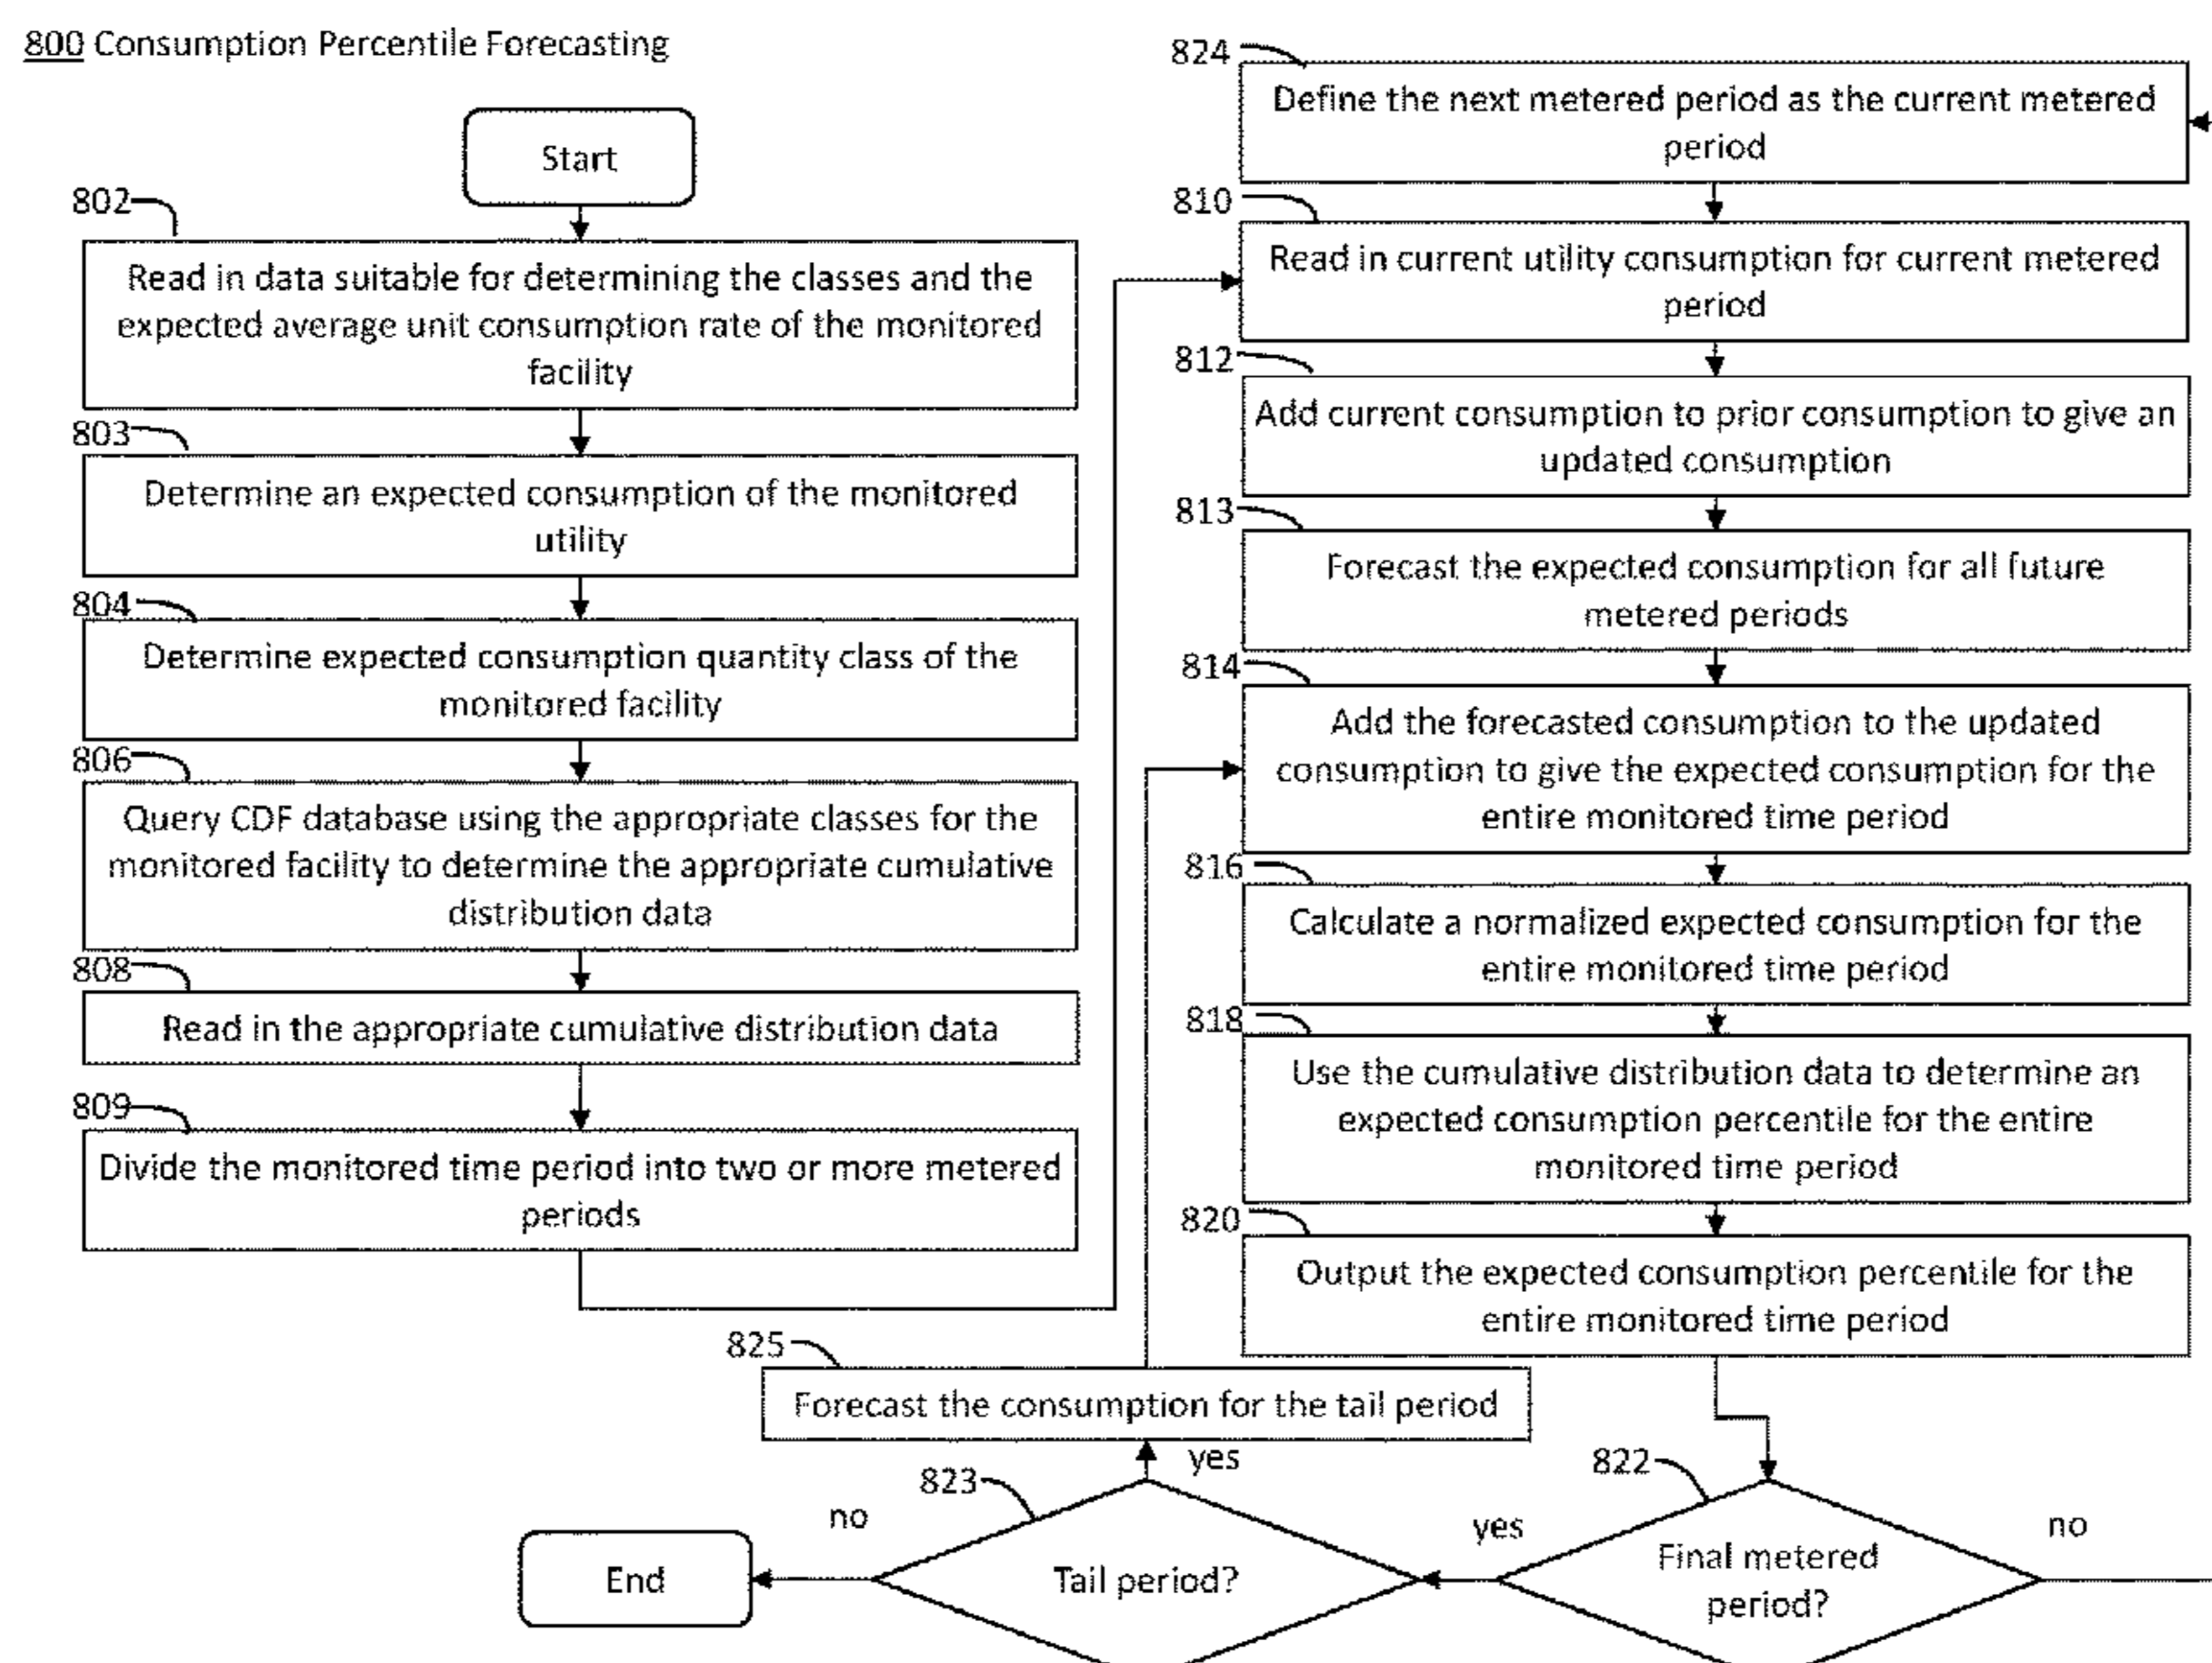 800 Consumption Percentile Forecasting
Start
802
Read in data suitable for determining the classes and the
expected average unit consumption rate of the monitored
facility
803
Determine an expected consumption of the monitored
utility
804
Determine expected consumption quantity class of the
monitored facility
806
Query CDF database using the appropriate classes for the
monitored facility to determine the appropriate cumulative
distribution data
808
Read in the appropriate cumulative distribution data
809
Divide the monitored time period into two or more metered
periods
824
Define the next metered period as the current metered
period
810
Read in current utility consumption for current metered
period
812
Add current consumption to prior consumption to give an
updated consumption
813
Forecast the expected consumption for all future
metered periods
814
Add the forecasted consumption to the updated
consumption to give the expected consumption for the
entire monitored time period
816
Calculate a normalized expected consumption for the
entire monitored time period
818
Use the cumulative distribution data to determine an
expected consumption percentile for the entire
monitored time period
820
Output the expected consumption percentile for the
entire monitored time period
822
Final metered
period?
no
yes
823
Tail period?
yes
825
Forecast the consumption for the tail period
no
End